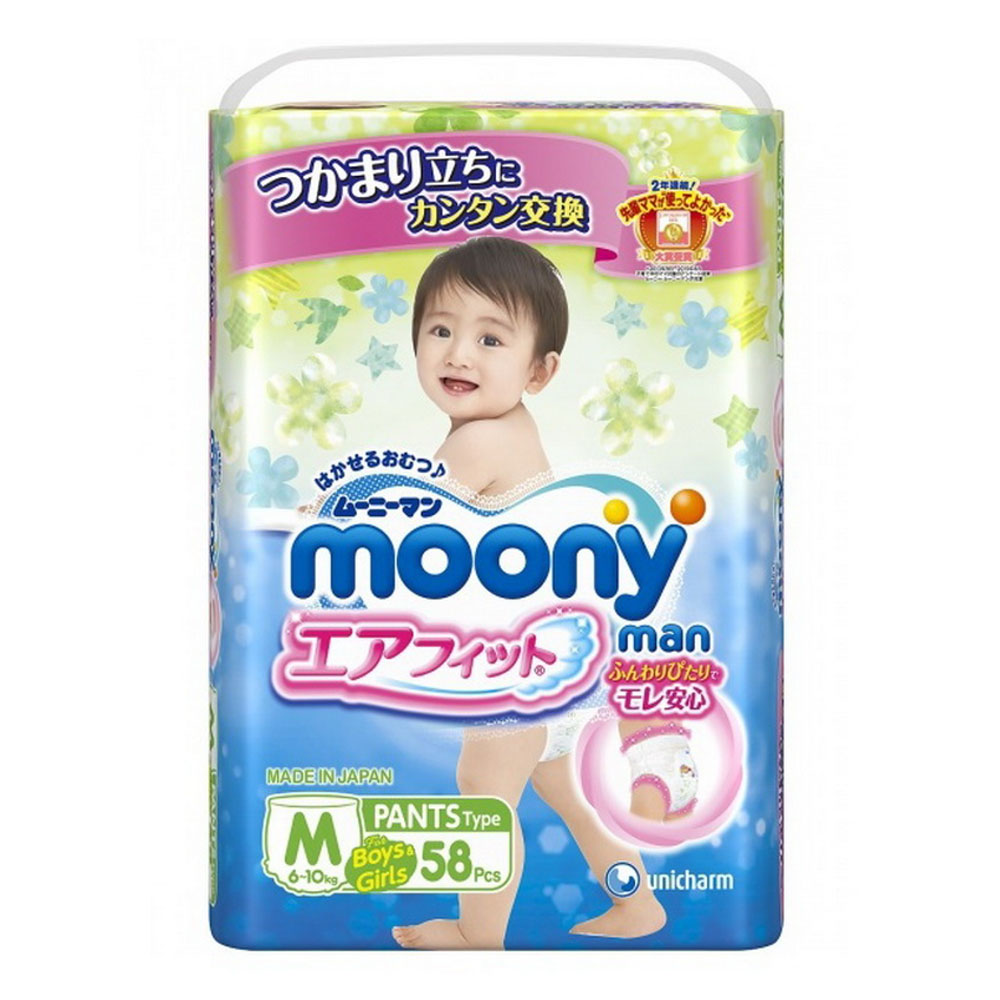 つかまり立ちに
カンタン交換
2年連続!
先輩ママが使ってよかった
大賞受賞
はかせるおむつ♪
ムーニーマン
moony
man
エアフィット®
ふんわりぴたりで
モレ安心
MADE IN JAPAN
M
6~10kg
PANTS Type
For
Boys &
Girls
58 Pcs
unicharm